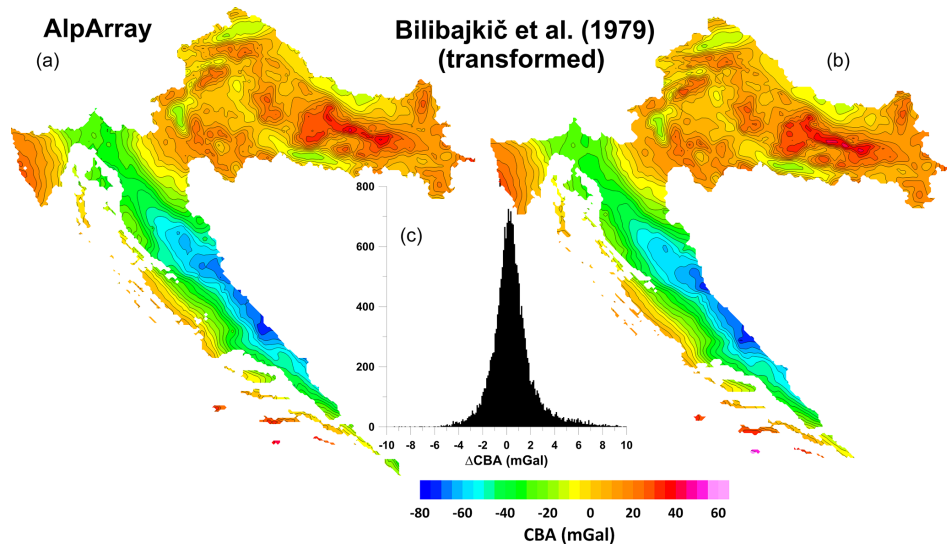 AlpArray
Bilibajkič et al. (1979)
(transformed)
(a)
(b)
(c)
800
600
400
200
0
-10 -8 -6 -4 -2 0 2 4 6 8 10
ΔCBA (mGal)
-80 -60 -40 -20 0 20 40 60
CBA (mGal)